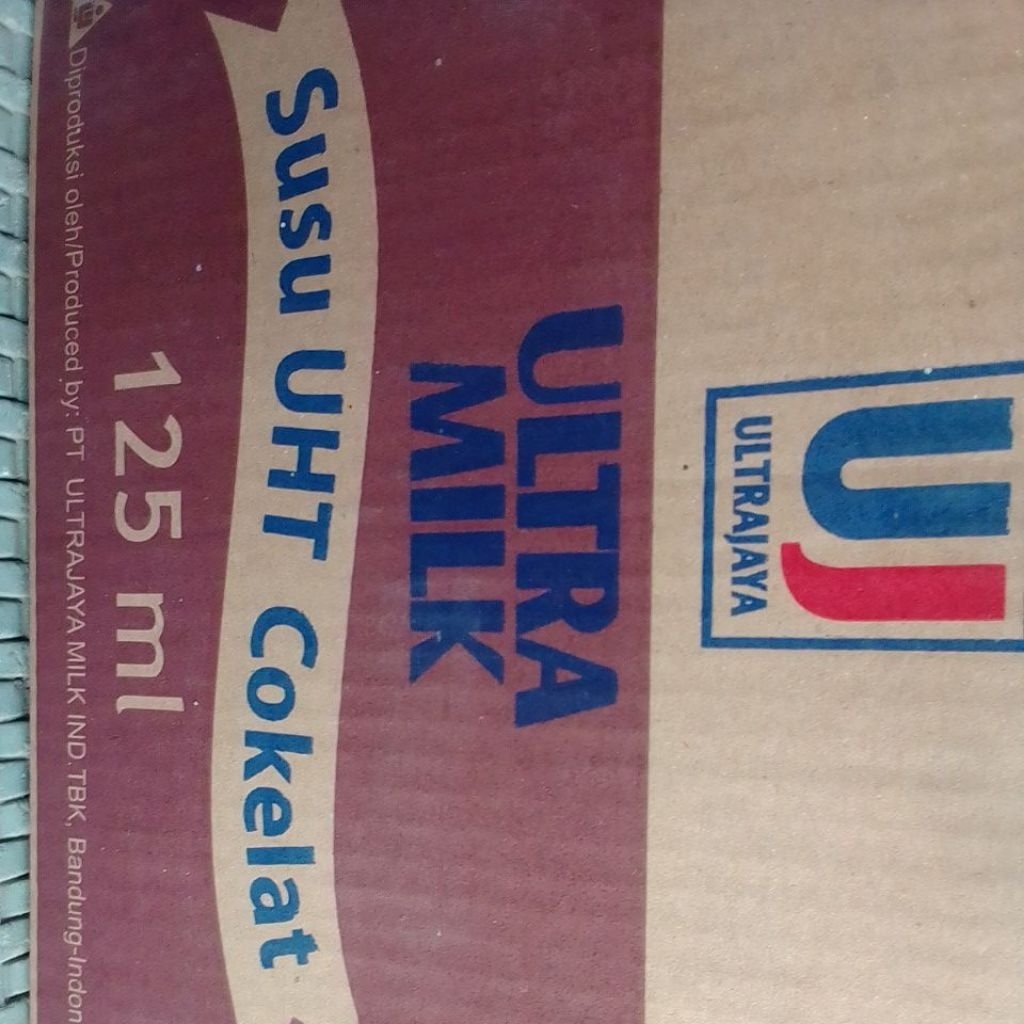 UJ
ULTRAJAYA
ULTRA
MILK
Susu UHT Cokelat
125 ml
Diproduksi oleh/Produced by: PT ULTRAJAYA MILK IND. TBK, Bandung-Indon